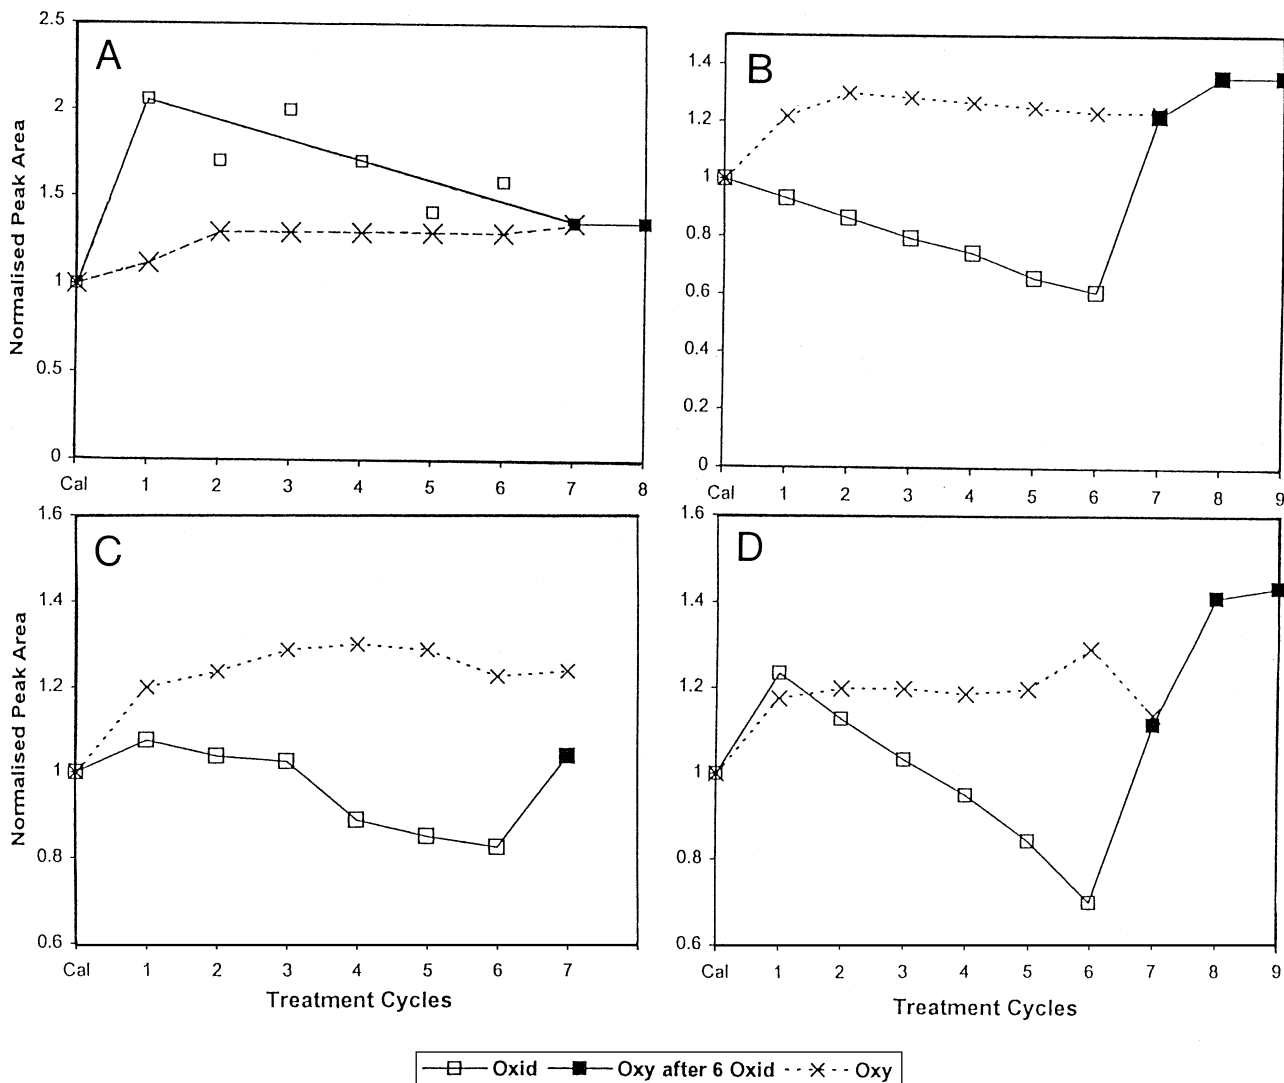 A
2.5
2
1.5
1
0.5
0
Normalised Peak Area
Cal 1 2 3 4 5 6 7 8
B
1.4
1.2
1
0.8
0.6
0.4
0.2
0
Cal 1 2 3 4 5 6 7 8 9
C
1.6
1.4
1.2
1
0.8
0.6
Normalised Peak Area
Cal 1 2 3 4 5 6 7
Treatment Cycles
D
1.6
1.4
1.2
1
0.8
0.6
Cal 1 2 3 4 5 6 7 8 9
Treatment Cycles
Oxid Oxy after 6 Oxid Oxy